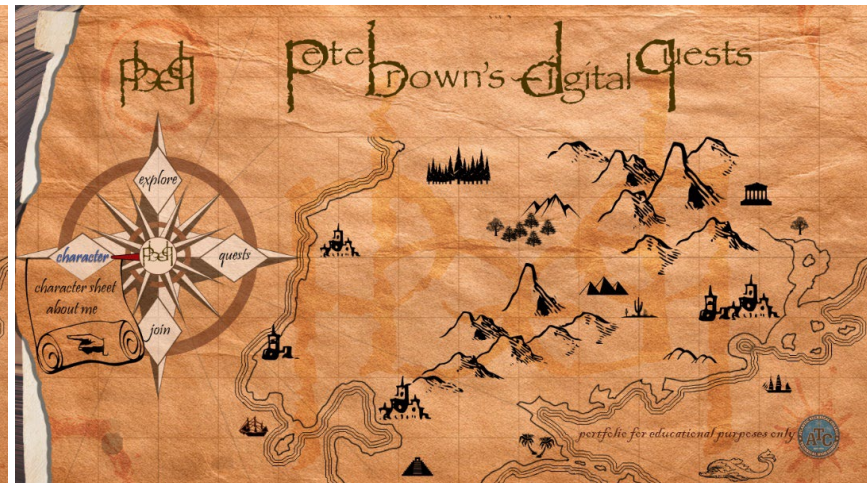 pbdq
pete brown's digital quests
explore
character
pbdq
quests
character sheet
about me
join
portfolio for educational purposes only
ATC